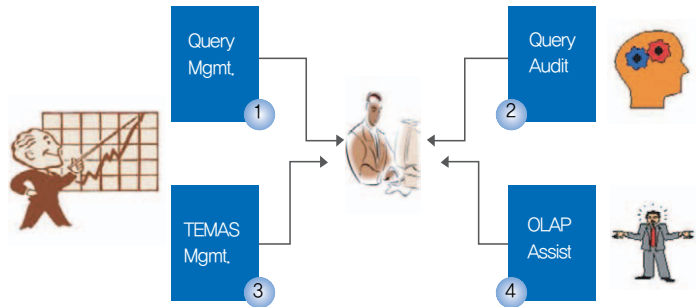 Query
Mgmt.
1
Query
Audit
2
TEMAS
Mgmt.
3
OLAP
Assist
4